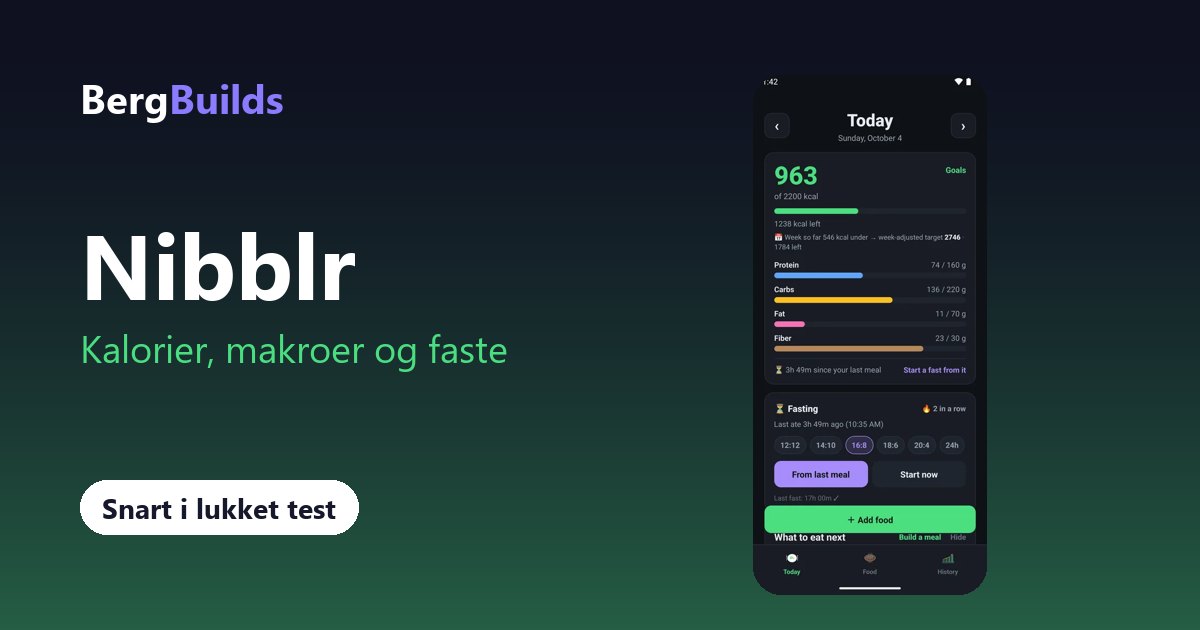 BergBuilds
Nibblr
Kalorier, makroer og faste
Snart i lukket test
:42
‹ Today ›
Sunday, October 4
963 Goals
of 2200 kcal
1238 kcal left
Week so far 546 kcal under → week-adjusted target 2746 ·
1784 left
Protein 74 / 160 g
Carbs 136 / 220 g
Fat 11 / 70 g
Fiber 23 / 30 g
3h 49m since your last meal Start a fast from it
Fasting 2 in a row
Last ate 3h 49m ago (10:35 AM)
12:12 14:10 16:8 18:6 20:4 24h
From last meal Start now
Last fast: 17h 00m ✓
+ Add food
What to eat next Build a meal Hide
Today Food History